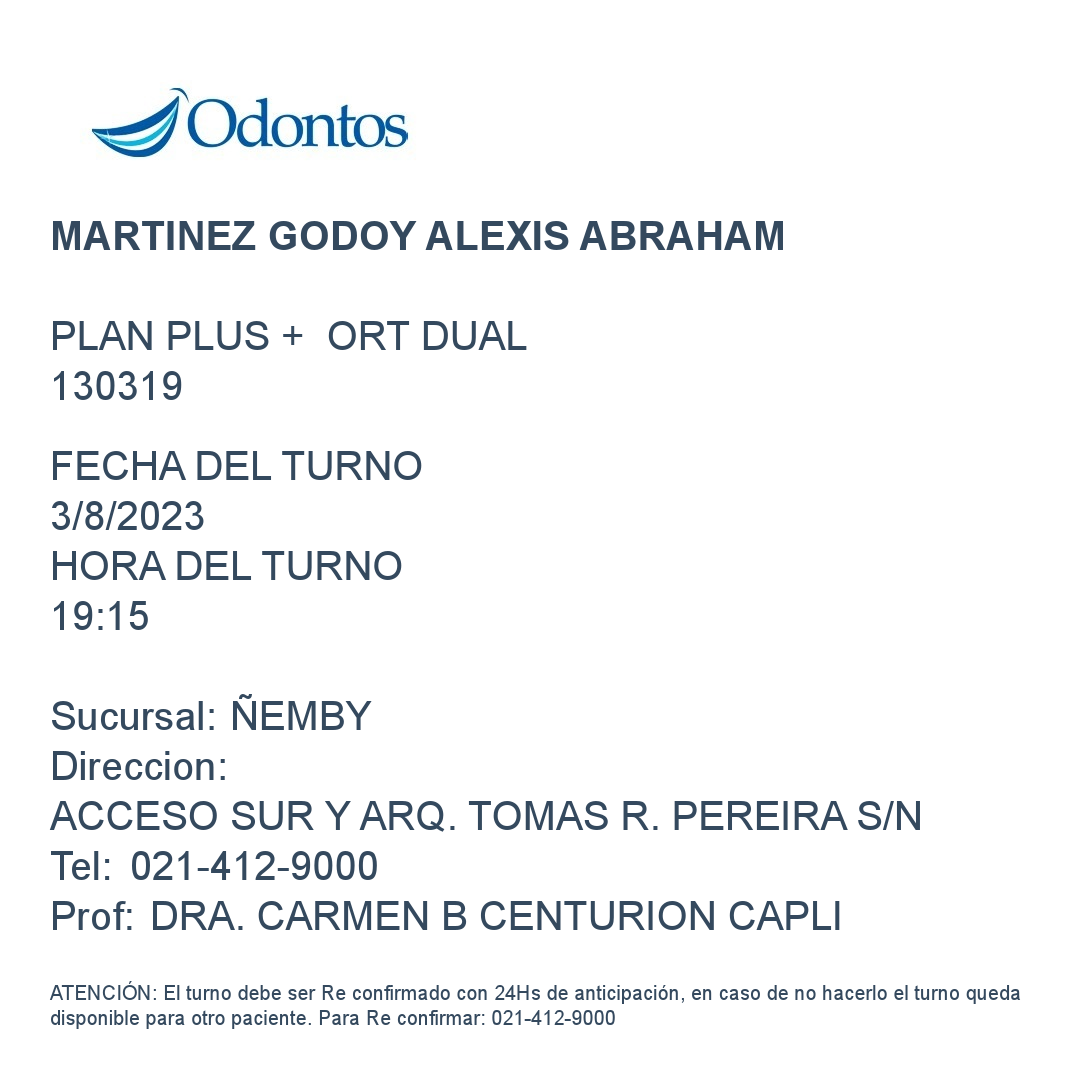 Odontos
MARTINEZ GODOY ALEXIS ABRAHAM
PLAN PLUS +  ORT DUAL
130319
FECHA DEL TURNO
3/8/2023
HORA DEL TURNO
19:15
Sucursal: ÑEMBY
Direccion:
ACCESO SUR Y ARQ. TOMAS R. PEREIRA S/N
Tel:  021-412-9000
Prof:  DRA. CARMEN B CENTURION CAPLI
ATENCIÓN: El turno debe ser Re confirmado con 24Hs de anticipación, en caso de no hacerlo el turno queda
disponible para otro paciente. Para Re confirmar: 021-412-9000